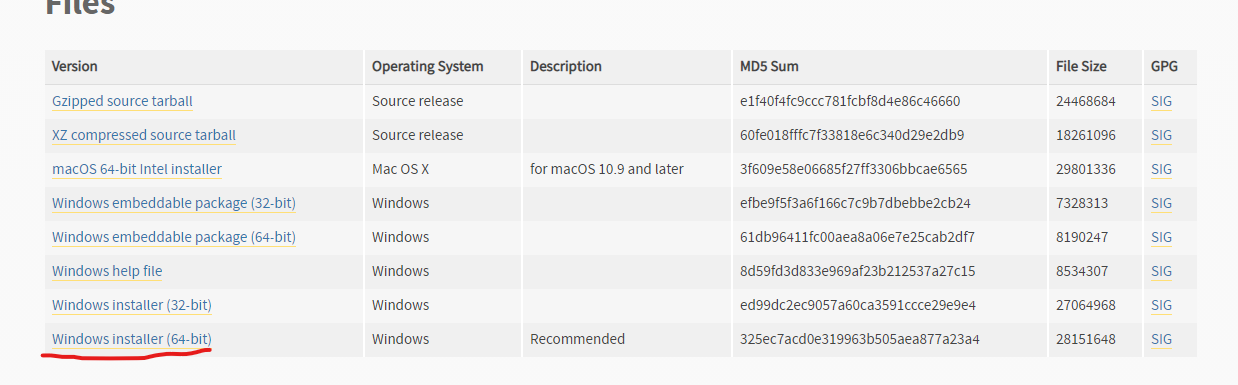 Files
Version Operating System Description MD5 Sum File Size GPG
Gzipped source tarball Source release e1f40f4fc9ccc781fcbf8d4e86c46660 24468684 SIG
XZ compressed source tarball Source release 60fe018fffc7f33818e6c340d29e2db9 18261096 SIG
macOS 64-bit Intel installer Mac OS X for macOS 10.9 and later 3f609e58e06685f27ff3306bbcae6565 29801336 SIG
Windows embeddable package (32-bit) Windows efbe9f5f3a6f166c7c9b7dbebbe2cb24 7328313 SIG
Windows embeddable package (64-bit) Windows 61db96411fc00aea8a06e7e25cab2df7 8190247 SIG
Windows help file Windows 8d59fd3d833e969af23b212537a27c15 8534307 SIG
Windows installer (32-bit) Windows ed99dc2ec9057a60ca3591ccce29e9e4 27064968 SIG
Windows installer (64-bit) Windows Recommended 325ec7acd0e319963b505aea877a23a4 28151648 SIG